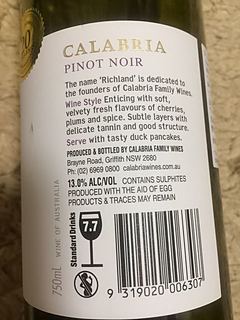 CALABRIA
PINOT NOIR
The name 'Richland' is dedicated to
the founders of Calabria Family Wines.
Wine Style Enticing with soft,
velvety fresh flavours of cherries,
plums and spice. Subtle layers with
delicate tannin and good structure.
Serve with tasty duck pancakes.
PRODUCED & BOTTLED BY CALABRIA FAMILY WINES
Brayne Road, Griffith NSW 2680
Ph: (02) 6969 0800 calabriawines.com.au
13.0% ALC/VOL CONTAINS SULPHITES
PRODUCED WITH THE AID OF EGG
PRODUCTS & TRACES MAY REMAIN
Standard Drinks
7.7
750mL
WINE OF AUSTRALIA
9 319020 006307